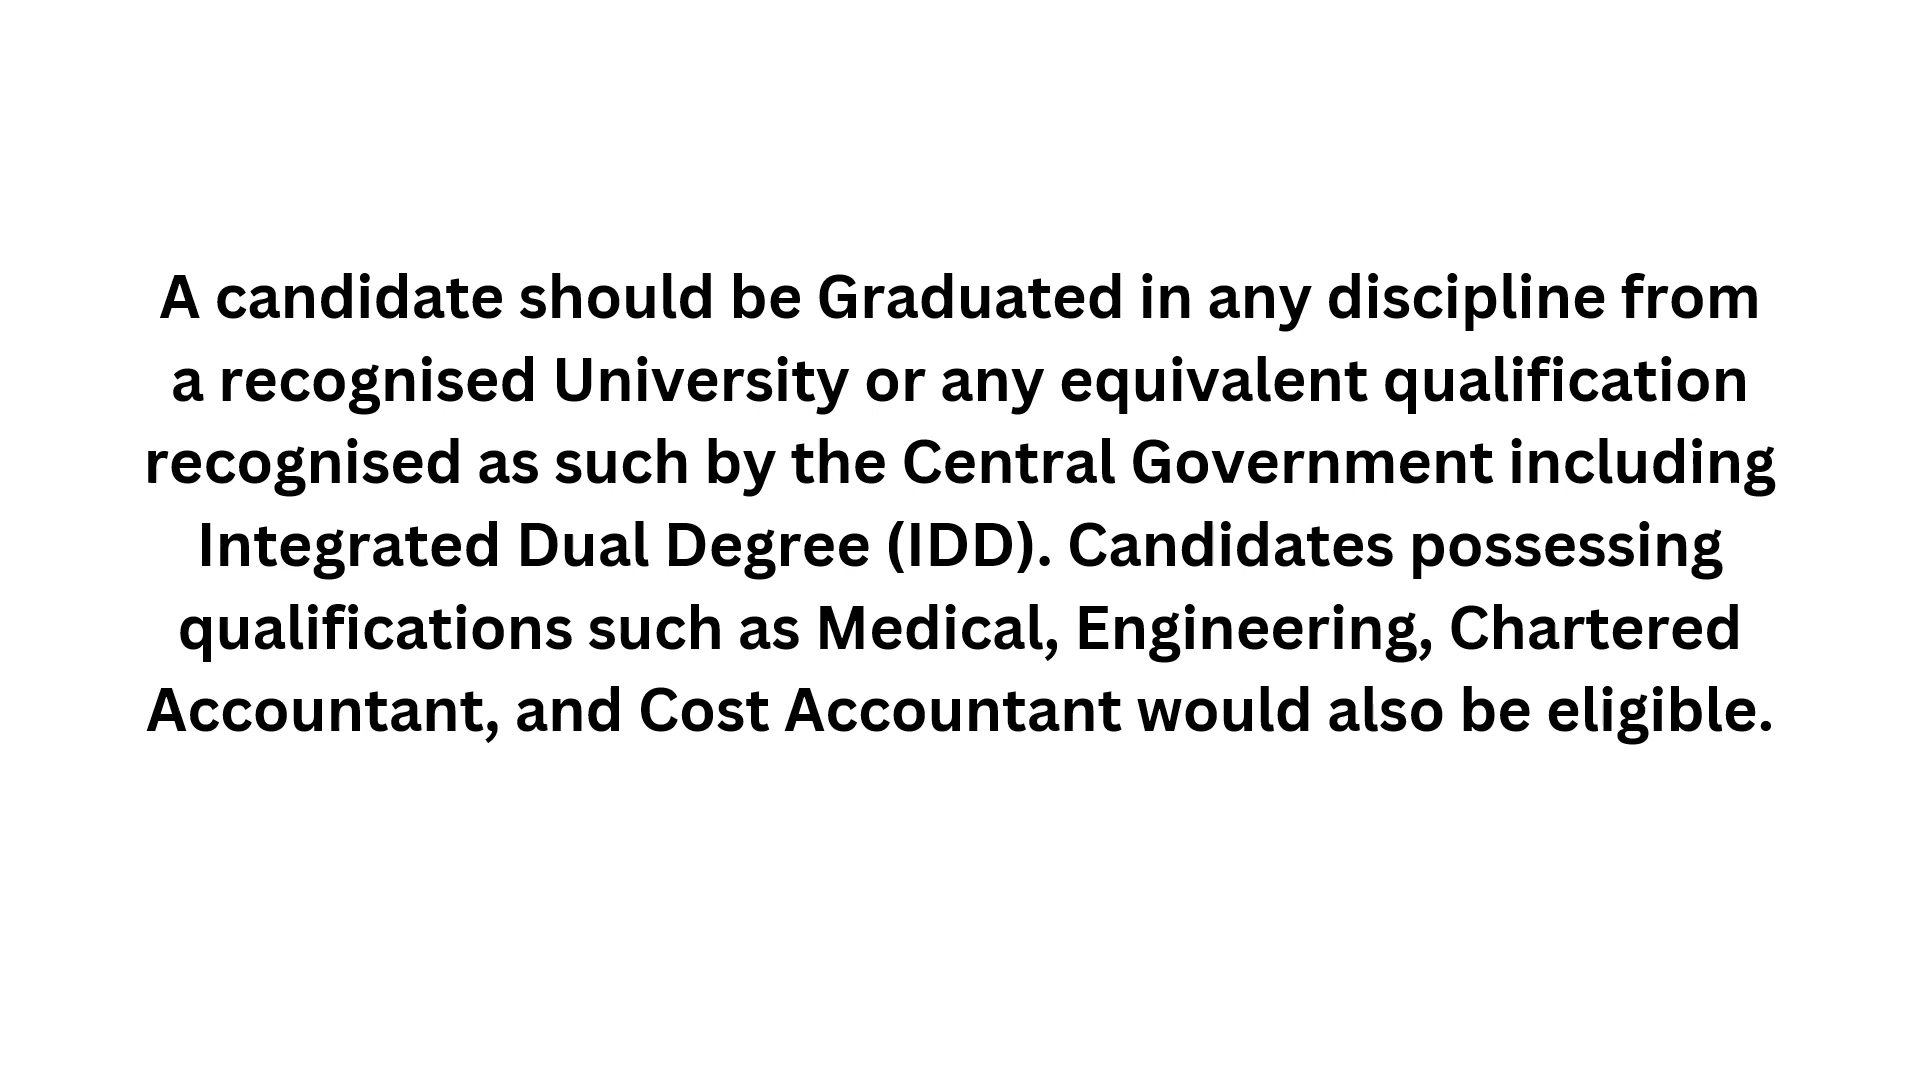 A candidate should be Graduated in any discipline from
a recognised University or any equivalent qualification
recognised as such by the Central Government including
Integrated Dual Degree (IDD). Candidates possessing
qualifications such as Medical, Engineering, Chartered
Accountant, and Cost Accountant would also be eligible.